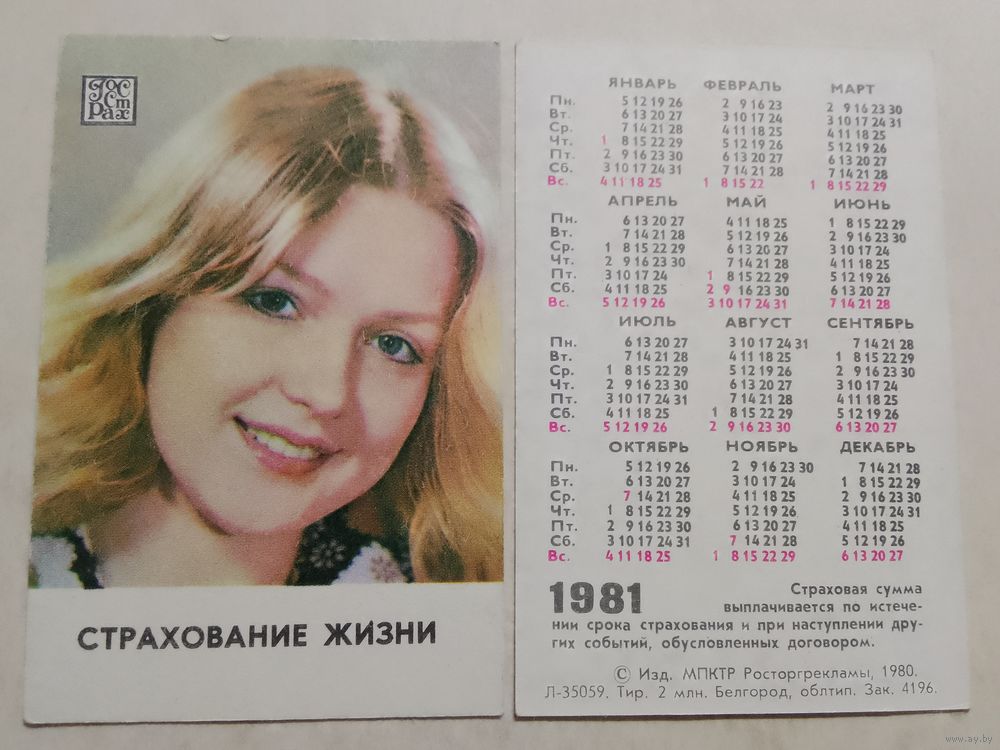 Гос
Ст
Рах
СТРАХОВАНИЕ ЖИЗНИ
ЯНВАРЬ ФЕВРАЛЬ МАРТ
Пн. 5 12 19 26 2 9 16 23 2 9 16 23 30
Вт. 6 13 20 27 3 10 17 24 3 10 17 24 31
Ср. 7 14 21 28 4 11 18 25 4 11 18 25
Чт. 1 8 15 22 29 5 12 19 26 5 12 19 26
Пт. 2 9 16 23 30 6 13 20 27 6 13 20 27
Сб. 3 10 17 24 31 7 14 21 28 7 14 21 28
Вс. 4 11 18 25 1 8 15 22 1 8 15 22 29
АПРЕЛЬ МАЙ ИЮНЬ
Пн. 6 13 20 27 4 11 18 25 1 8 15 22 29
Вт. 7 14 21 28 5 12 19 26 2 9 16 23 30
Ср. 1 8 15 22 29 6 13 20 27 3 10 17 24
Чт. 2 9 16 23 30 7 14 21 28 4 11 18 25
Пт. 3 10 17 24 1 8 15 22 29 5 12 19 26
Сб. 4 11 18 25 2 9 16 23 30 6 13 20 27
Вс. 5 12 19 26 3 10 17 24 31 7 14 21 28
ИЮЛЬ АВГУСТ СЕНТЯБРЬ
Пн. 6 13 20 27 3 10 17 24 31 7 14 21 28
Вт. 7 14 21 28 4 11 18 25 1 8 15 22 29
Ср. 1 8 15 22 29 5 12 19 26 2 9 16 23 30
Чт. 2 9 16 23 30 6 13 20 27 3 10 17 24
Пт. 3 10 17 24 31 7 14 21 28 4 11 18 25
Сб. 4 11 18 25 1 8 15 22 29 5 12 19 26
Вс. 5 12 19 26 2 9 16 23 30 6 13 20 27
ОКТЯБРЬ НОЯБРЬ ДЕКАБРЬ
Пн. 5 12 19 26 2 9 16 23 30 7 14 21 28
Вт. 6 13 20 27 3 10 17 24 1 8 15 22 29
Ср. 7 14 21 28 4 11 18 25 2 9 16 23 30
Чт. 1 8 15 22 29 5 12 19 26 3 10 17 24 31
Пт. 2 9 16 23 30 6 13 20 27 4 11 18 25
Сб. 3 10 17 24 31 7 14 21 28 5 12 19 26
Вс. 4 11 18 25 1 8 15 22 29 6 13 20 27
1981
Страховая сумма
выплачивается по истече-
нии срока страхования и при наступлении дру-
гих событий, обусловленных договором.
© Изд. МПКТР Росторгрекламы, 1980.
Л-35059. Тир. 2 млн. Белгород, облтип. Зак. 4196.
www.ay.by